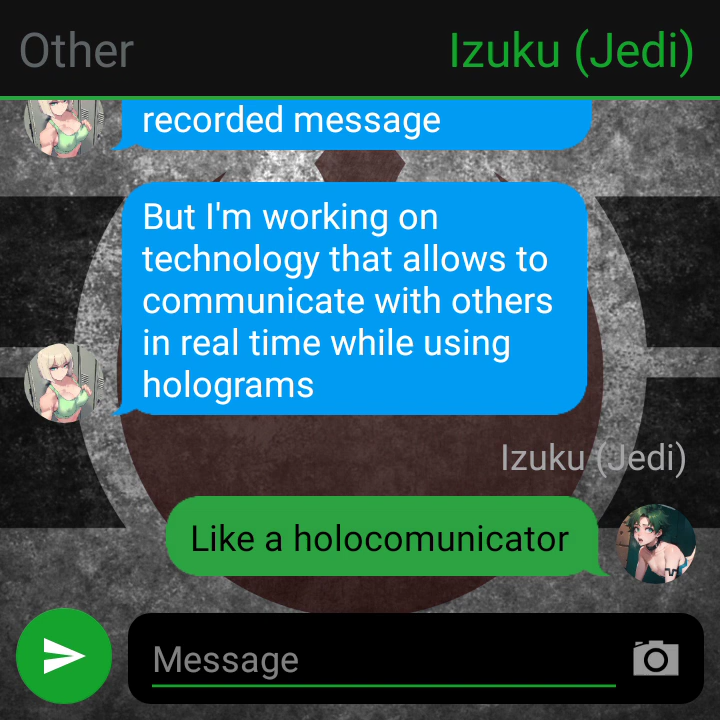 Other
Izuku (Jedi)
recorded message
But I'm working on
technology that allows to
communicate with others
in real time while using
holograms
Izuku (Jedi)
Like a holocomunicator
Message